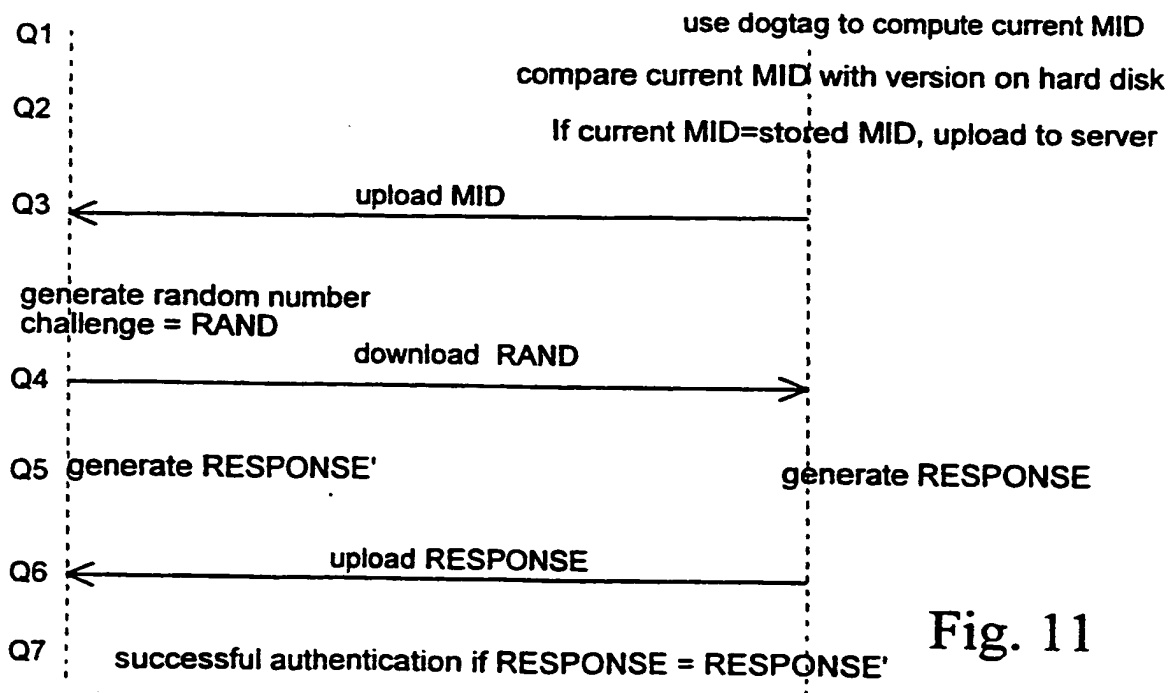 Q1
use dogtag to compute current MID
compare current MID with version on hard disk
Q2
If current MID=stored MID, upload to server
Q3
upload MID
generate random number
challenge = RAND
download RAND
Q4
Q5
generate RESPONSE'
generate RESPONSE
upload RESPONSE
Q6
Q7
successful authentication if RESPONSE = RESPONSE'
Fig. 11